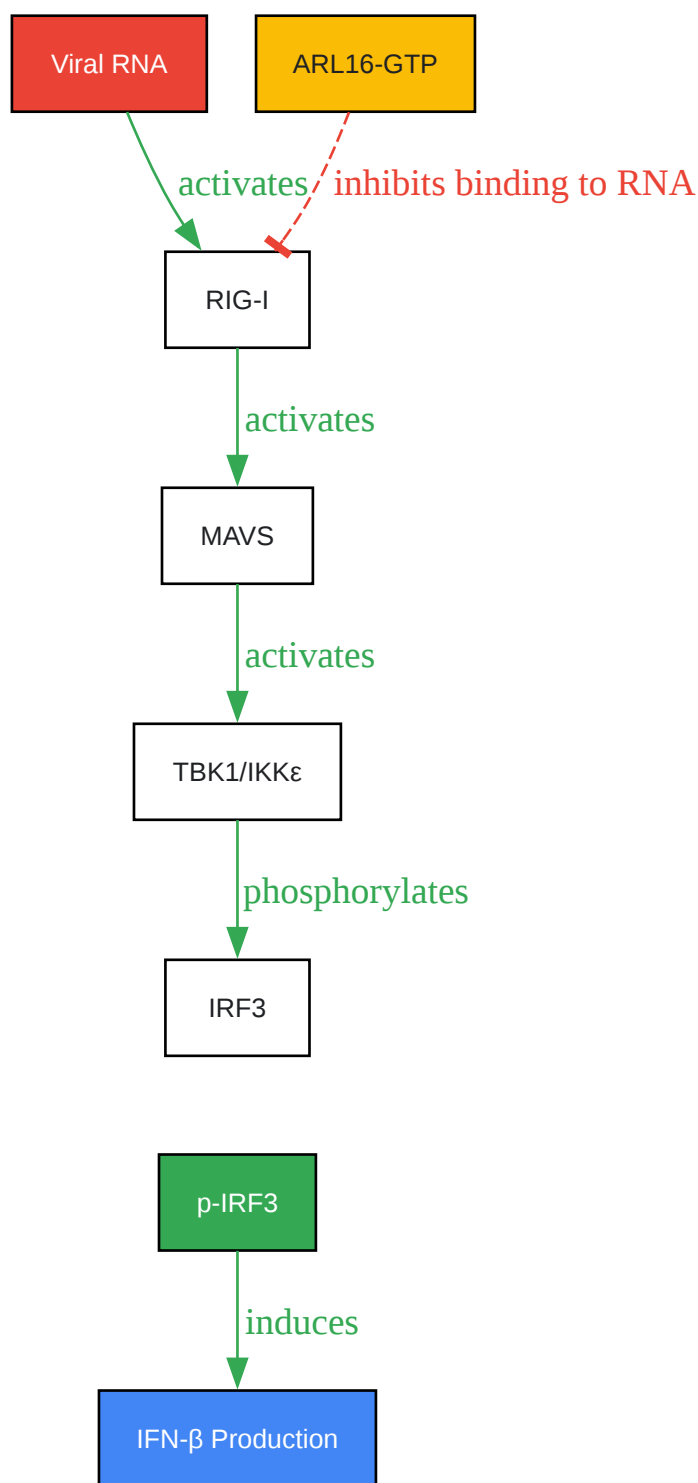 Viral RNA
ARL16-GTP
activates
inhibits binding to RNA
RIG-I
activates
MAVS
activates
TBK1/IKKε
phosphorylates
IRF3
p-IRF3
induces
IFN-β Production